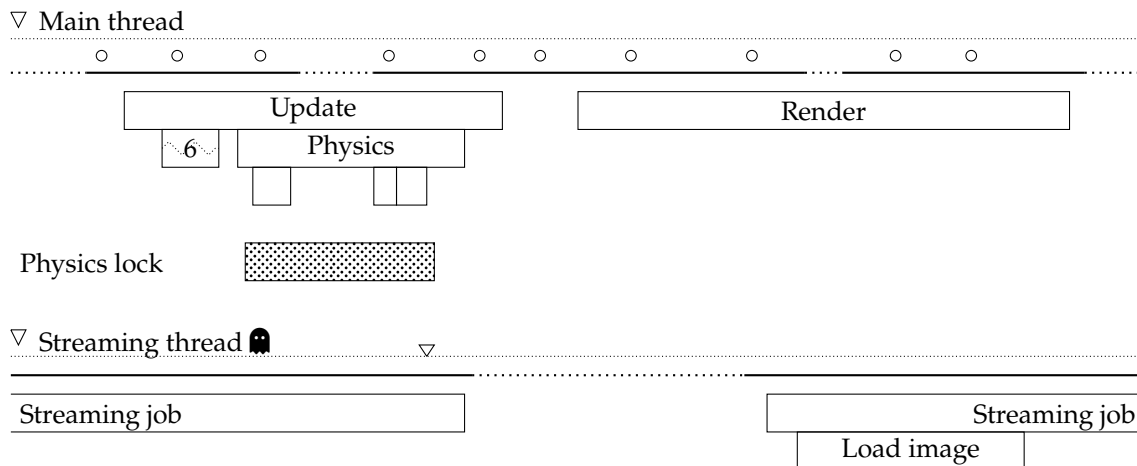 Main thread
Update
Render
6
Physics
Physics lock
Streaming thread
Streaming job
Streaming job
Load image